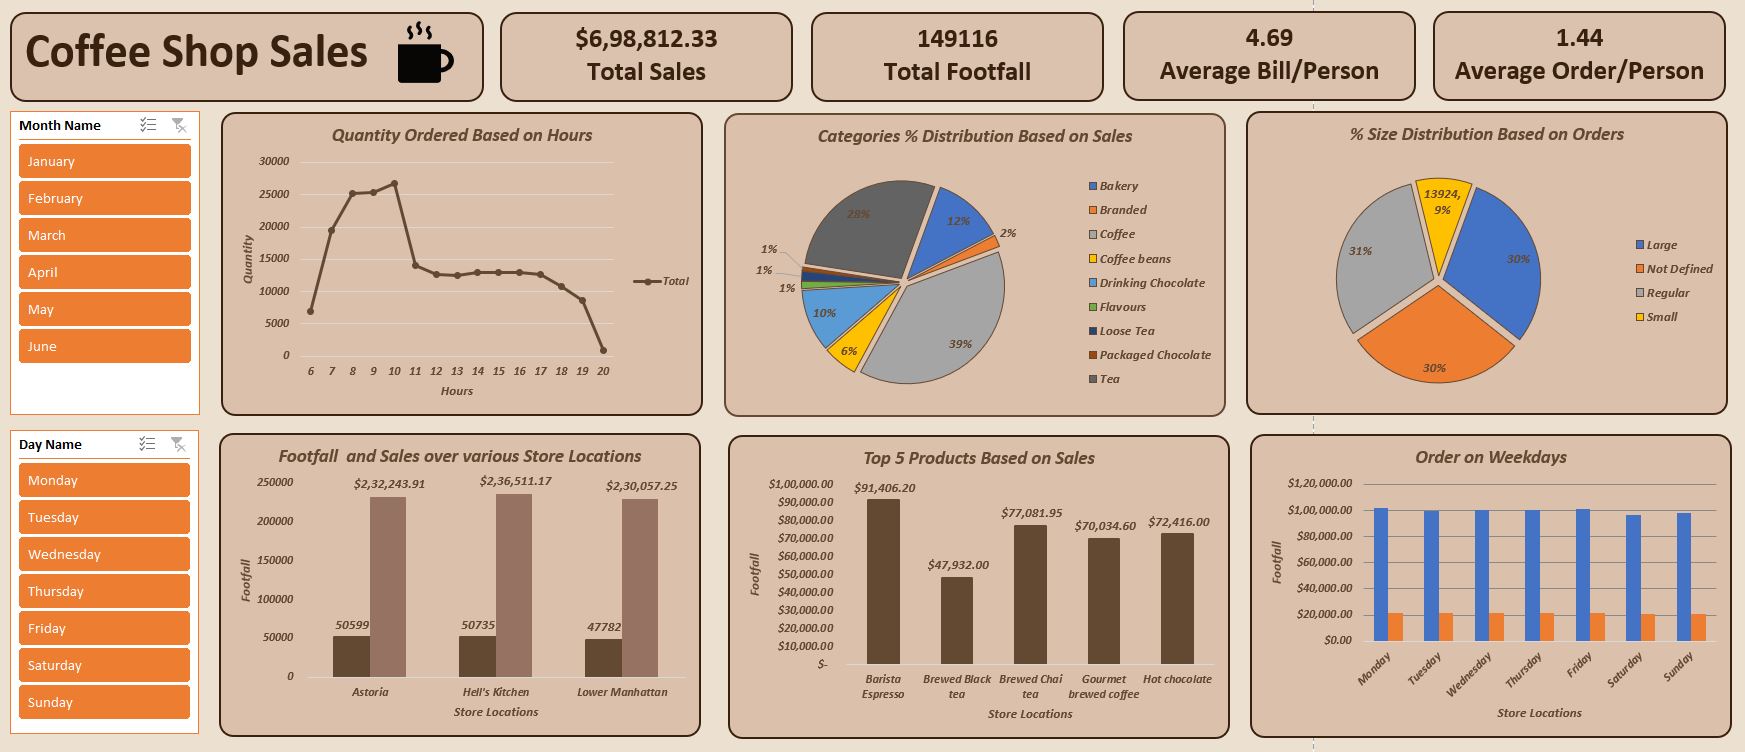 Coffee Shop Sales
$6,98,812.33
Total Sales
149116
Total Footfall
4.69
Average Bill/Person
1.44
Average Order/Person
Month Name
January
February
March
April
May
June
Day Name
Monday
Tuesday
Wednesday
Thursday
Friday
Saturday
Sunday
Quantity Ordered Based on Hours
30000
25000
20000
15000
10000
5000
0
Quantity
6 7 8 9 10 11 12 13 14 15 16 17 18 19 20
Hours
Total
Categories % Distribution Based on Sales
28%
12%
2%
39%
6%
10%
1%
1%
1%
Bakery
Branded
Coffee
Coffee beans
Drinking Chocolate
Flavours
Loose Tea
Packaged Chocolate
Tea
% Size Distribution Based on Orders
13924,
9%
30%
30%
31%
Large
Not Defined
Regular
Small
Footfall and Sales over various Store Locations
250000
200000
150000
100000
50000
0
Footfall
$2,32,243.91
$2,36,511.17
$2,30,057.25
50599
50735
47782
Astoria
Hell's Kitchen
Lower Manhattan
Store Locations
Top 5 Products Based on Sales
$1,00,000.00
$90,000.00
$80,000.00
$70,000.00
$60,000.00
$50,000.00
$40,000.00
$30,000.00
$20,000.00
$10,000.00
$-
Footfall
$91,406.20
$47,932.00
$77,081.95
$70,034.60
$72,416.00
Barista
Espresso
Brewed Black
tea
Brewed Chai
tea
Gourmet
brewed coffee
Hot chocolate
Store Locations
Order on Weekdays
$1,20,000.00
$1,00,000.00
$80,000.00
$60,000.00
$40,000.00
$20,000.00
$0.00
Footfall
Monday
Tuesday
Wednesday
Thursday
Friday
Saturday
Sunday
Store Locations